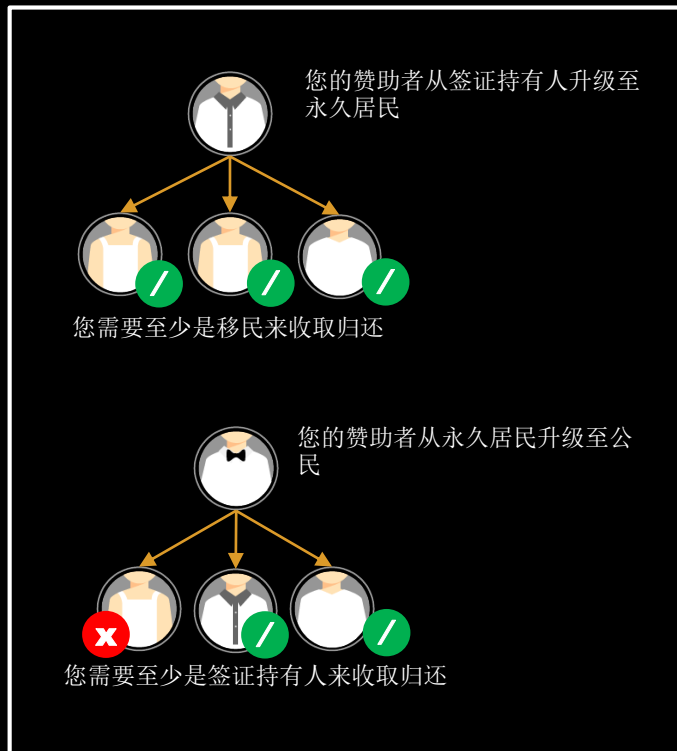 您的赞助者从签证持有人升级至
永久居民
/ / /
您需要至少是移民来收取归还
您的赞助者从永久居民升级至公
民
x / /
您需要至少是签证持有人来收取归还